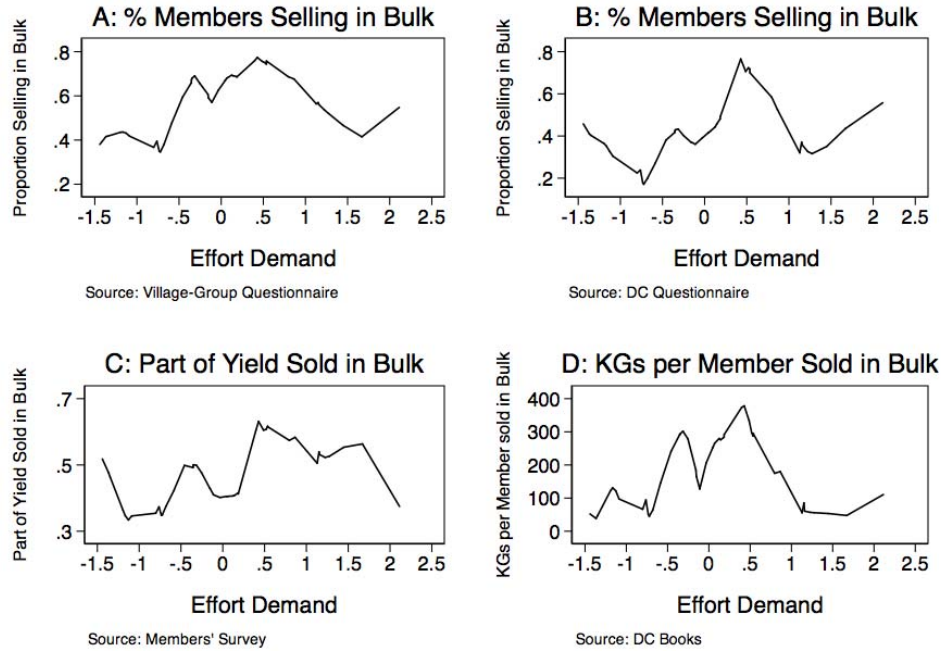 A: % Members Selling in Bulk
Proportion Selling in Bulk
.8
.6
.4
.2
-1.5 -1 -.5 0 .5 1 1.5 2 2.5
Effort Demand
Source: Village-Group Questionnaire
B: % Members Selling in Bulk
Proportion Selling in Bulk
.8
.6
.4
.2
-1.5 -1 -.5 0 .5 1 1.5 2 2.5
Effort Demand
Source: DC Questionnaire
C: Part of Yield Sold in Bulk
Part of Yield Sold in Bulk
.7
.5
.3
-1.5 -1 -.5 0 .5 1 1.5 2 2.5
Effort Demand
Source: Members' Survey
D: KGs per Member Sold in Bulk
KGs per Member sold in Bulk
400
300
200
100
0
-1.5 -1 -.5 0 .5 1 1.5 2 2.5
Effort Demand
Source: DC Books